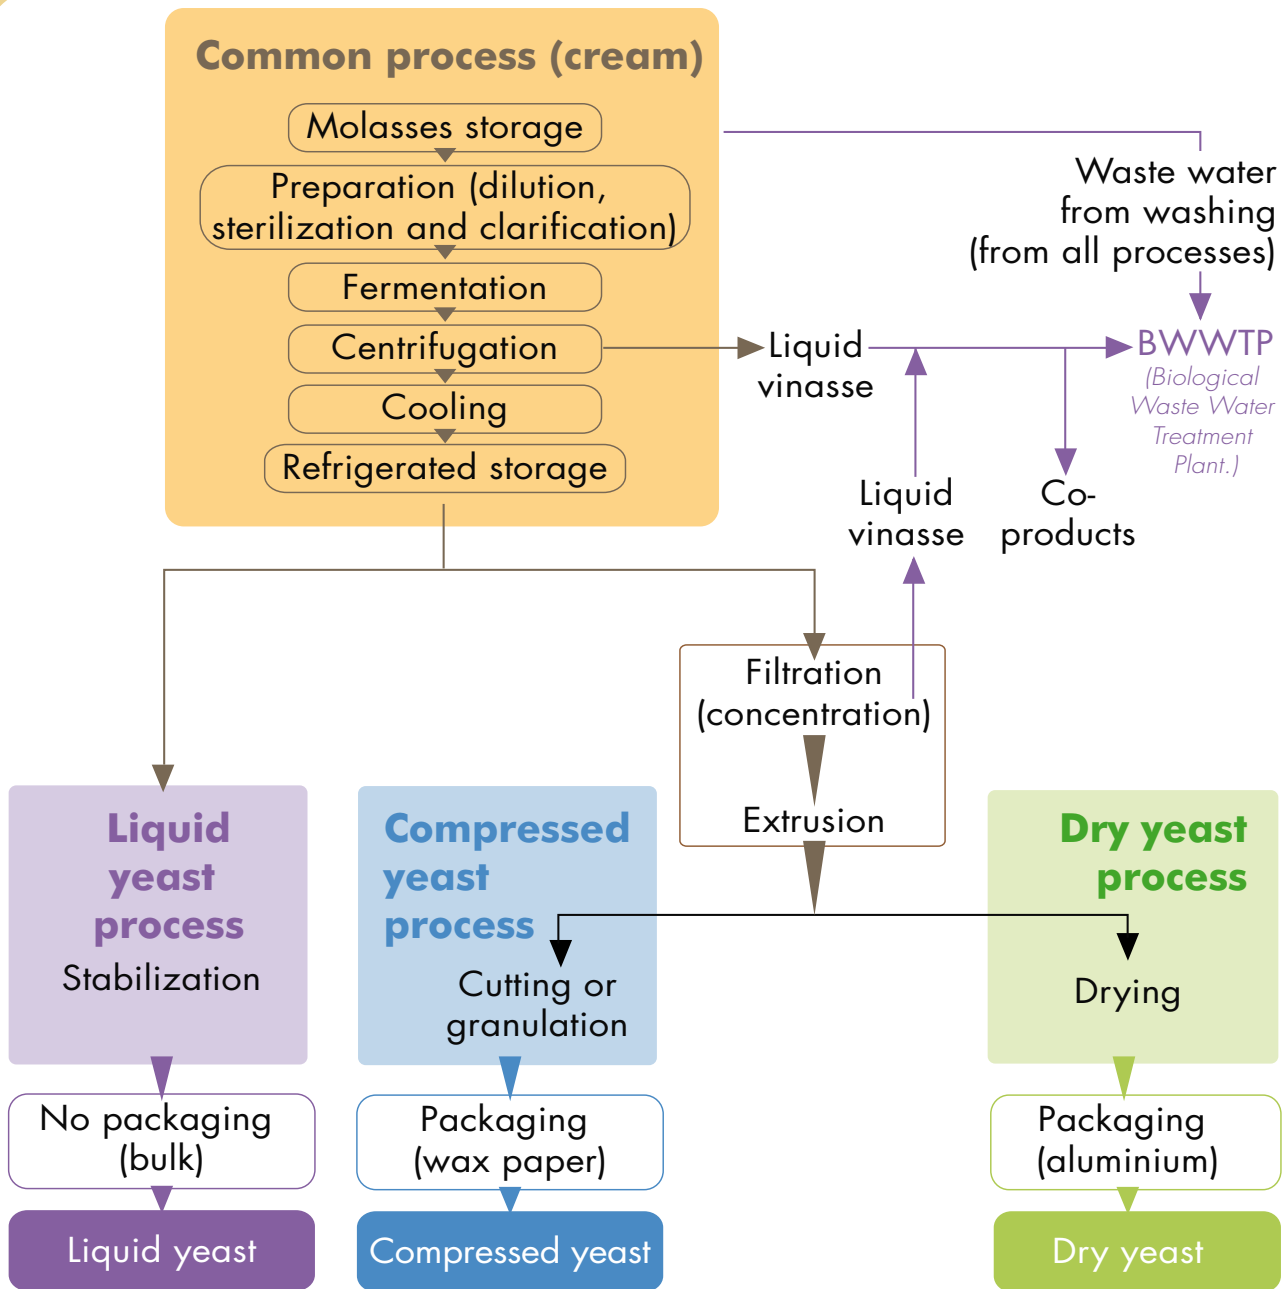 Common process (cream)
Molasses storage
Preparation (dilution,
sterilization and clarification)
Fermentation
Centrifugation
Cooling
Refrigerated storage
Waste water
from washing
(from all processes)
Liquid
vinasse
BWWTP
(Biological
Waste Water
Treatment
Plant.)
Liquid
vinasse
Co-
products
Filtration
(concentration)
Extrusion
Liquid
yeast
process
Stabilization
Compressed
yeast
process
Cutting or
granulation
Dry yeast
process
Drying
No packaging
(bulk)
Packaging
(wax paper)
Packaging
(aluminium)
Liquid yeast
Compressed yeast
Dry yeast